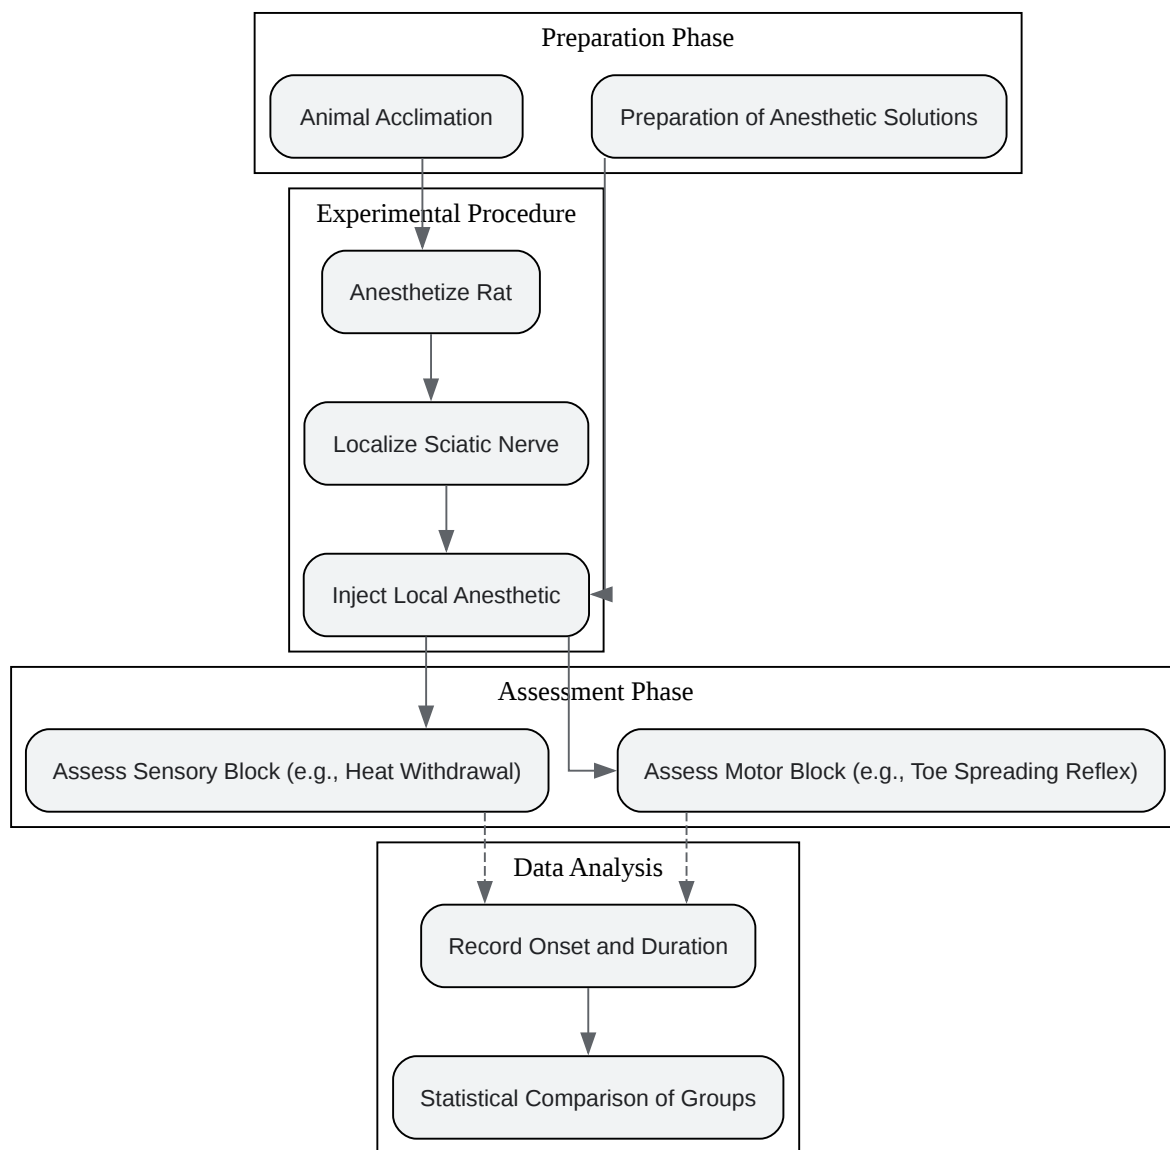 Preparation Phase
Animal Acclimation
Preparation of Anesthetic Solutions
Experimental Procedure
Anesthetize Rat
Localize Sciatic Nerve
Inject Local Anesthetic
Assessment Phase
Assess Sensory Block (e.g., Heat Withdrawal)
Assess Motor Block (e.g., Toe Spreading Reflex)
Data Analysis
Record Onset and Duration
Statistical Comparison of Groups